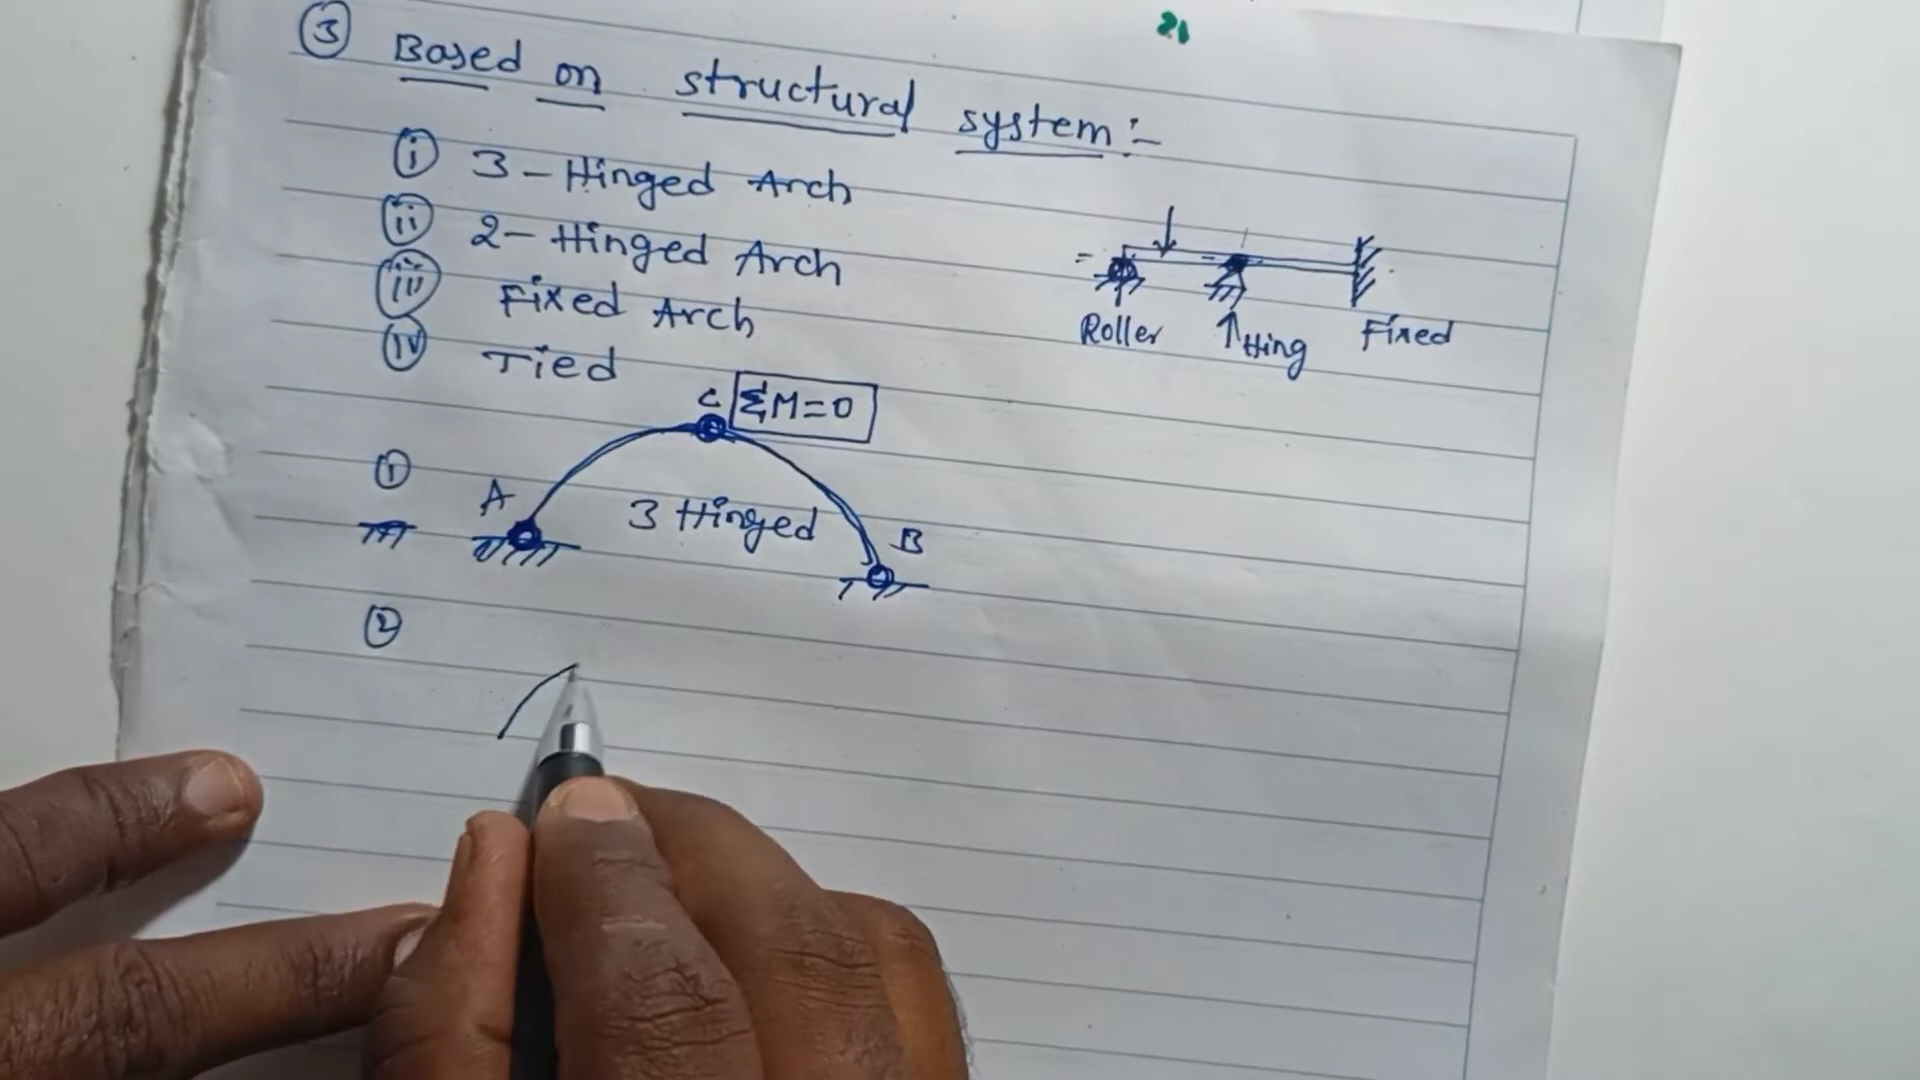 21
③ Based on structural system :-
ⓘ 3-Hinged Arch
ⓘⓘ 2-Hinged Arch
ⓘⓘⓘ Fixed Arch
ⓘⓥ Tied
Roller ↑Hing Fixed
C ΣM=0
①
A 3 Hinged B
②